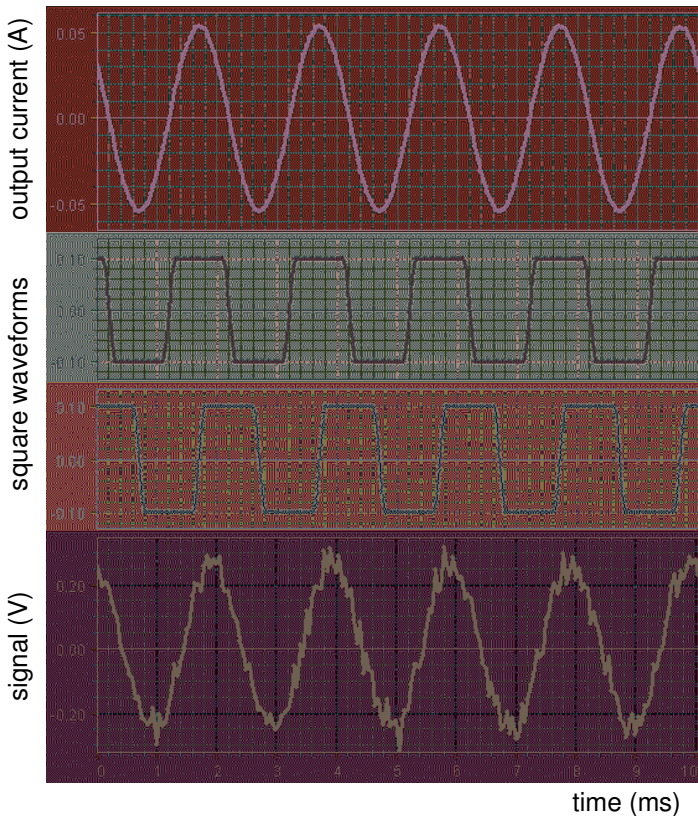 output current (A)
0.05
0.00
-0.05
square waveforms
0.10
0.00
-0.10
0.10
0.00
-0.10
signal (V)
0.20
0.00
-0.20
0 1 2 3 4 5 6 7 8 9 10
time (ms)